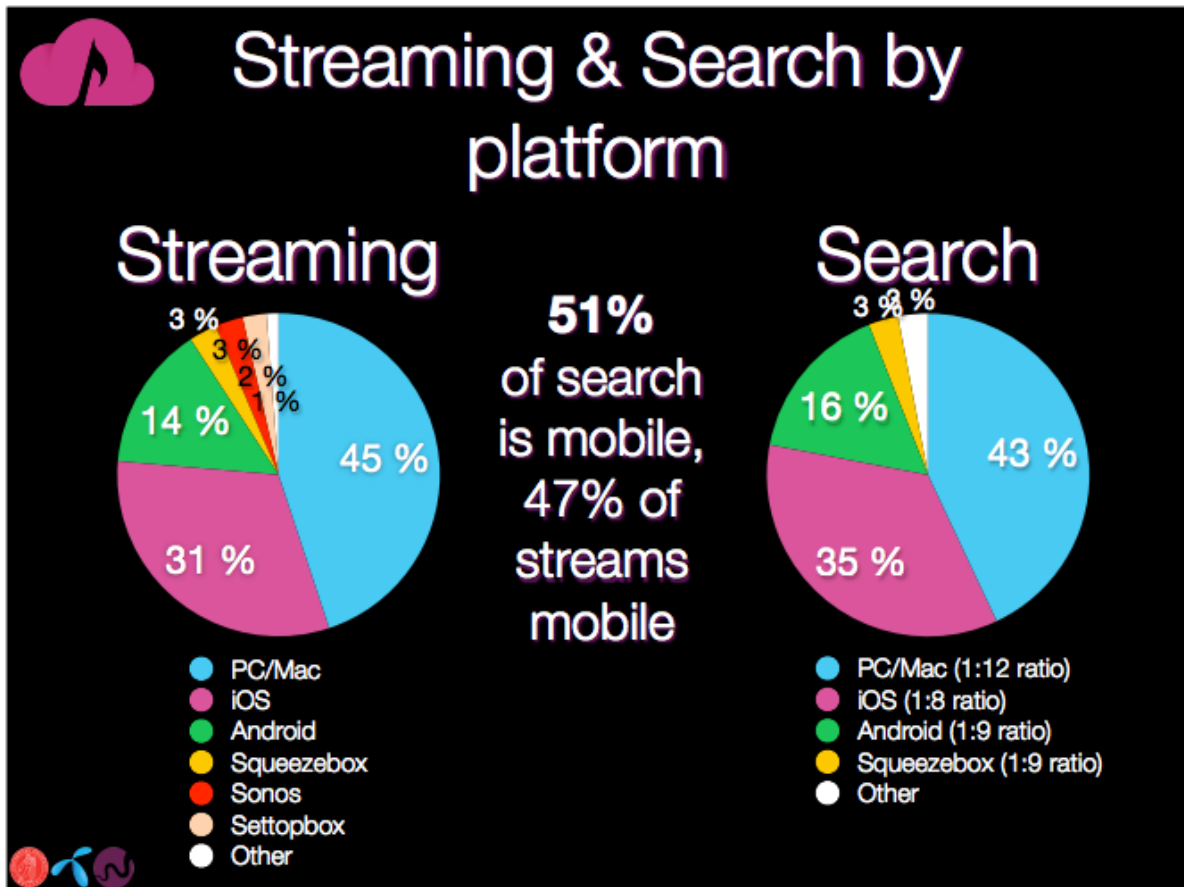 Streaming & Search by
platform
Streaming
3 %
3 %
2 %
1 %
14 %
45 %
31 %
PC/Mac
iOS
Android
Squeezebox
Sonos
Settopbox
Other
51%
of search
is mobile,
47% of
streams
mobile
Search
3 %
3 %
16 %
43 %
35 %
PC/Mac (1:12 ratio)
iOS (1:8 ratio)
Android (1:9 ratio)
Squeezebox (1:9 ratio)
Other